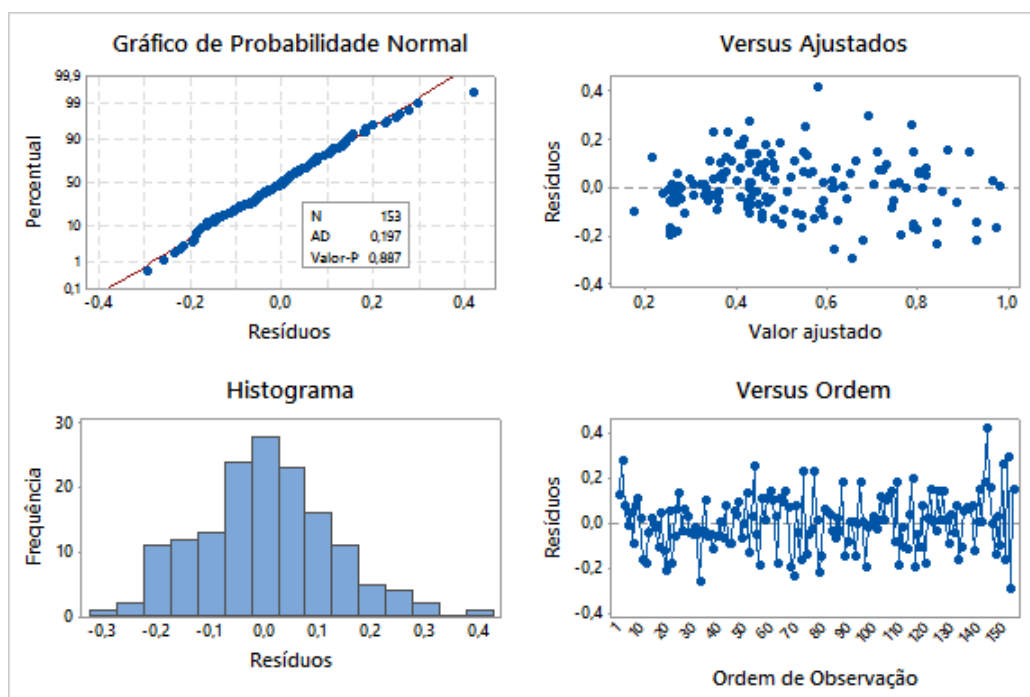 Gráfico de Probabilidade Normal
99,9
99
90
50
10
1
0,1
Percentual
-0,4 -0,2 0,0 0,2 0,4
Resíduos
N 153
AD 0,197
Valor-P 0,887
Versus Ajustados
0,4
0,2
0,0
-0,2
-0,4
Resíduos
0,2 0,4 0,6 0,8 1,0
Valor ajustado
Histograma
30
20
10
0
Frequência
-0,3 -0,2 -0,1 0,0 0,1 0,2 0,3 0,4
Resíduos
Versus Ordem
0,4
0,2
0,0
-0,2
-0,4
Resíduos
1 10 20 30 40 50 60 70 80 90 100 110 120 130 140 150
Ordem de Observação